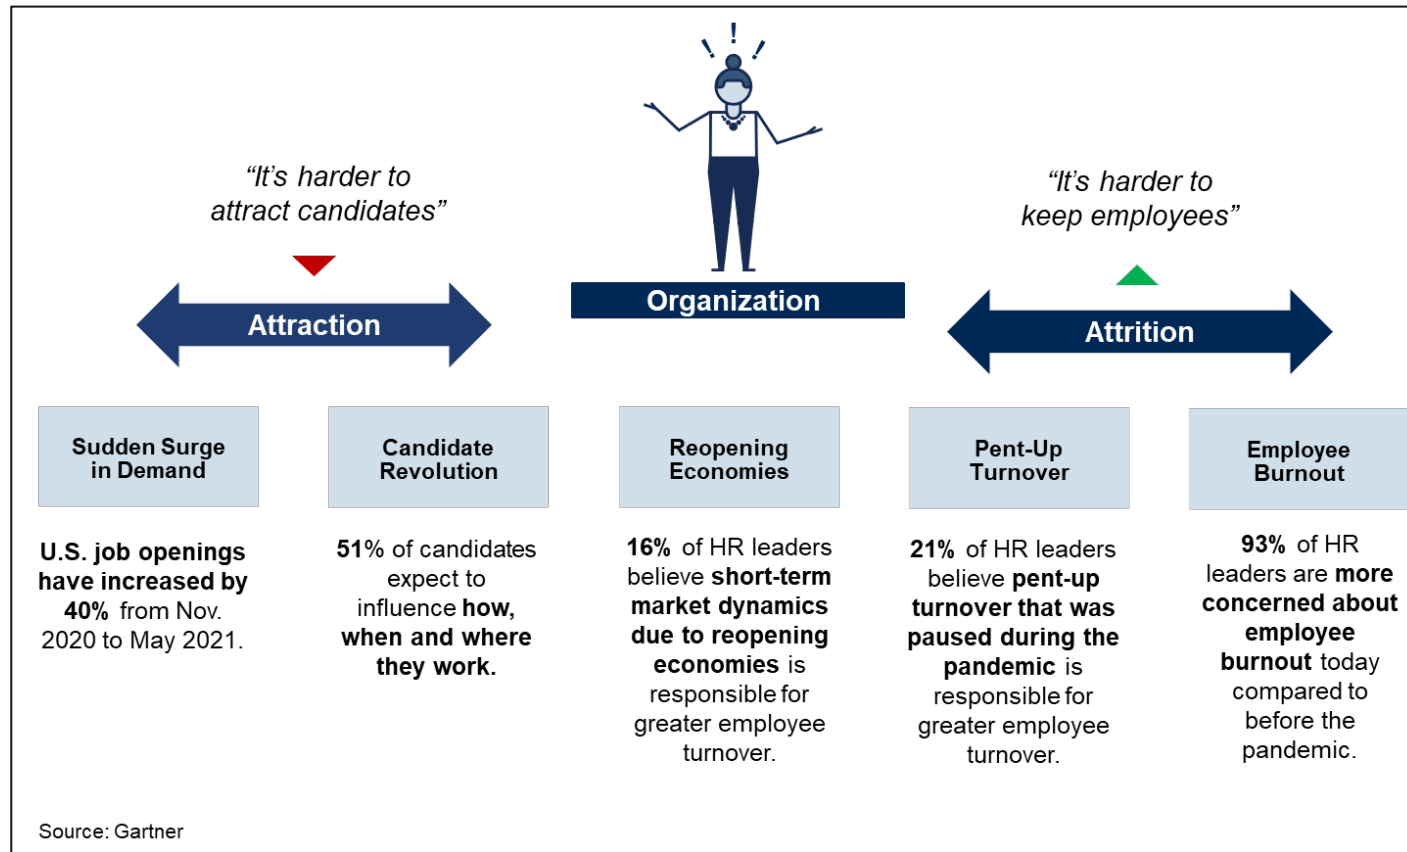 ! ! !
“It’s harder to
attract candidates”
“It’s harder to
keep employees”
Attraction
Organization
Attrition
Sudden Surge
in Demand
U.S. job openings
have increased by
40% from Nov.
2020 to May 2021.
Candidate
Revolution
51% of candidates
expect to
influence how,
when and where
they work.
Reopening
Economies
16% of HR leaders
believe short-term
market dynamics
due to reopening
economies is
responsible for
greater employee
turnover.
Pent-Up
Turnover
21% of HR leaders
believe pent-up
turnover that was
paused during the
pandemic is
responsible for
greater employee
turnover.
Employee
Burnout
93% of HR
leaders are more
concerned about
employee
burnout today
compared to
before the
pandemic.
Source: Gartner